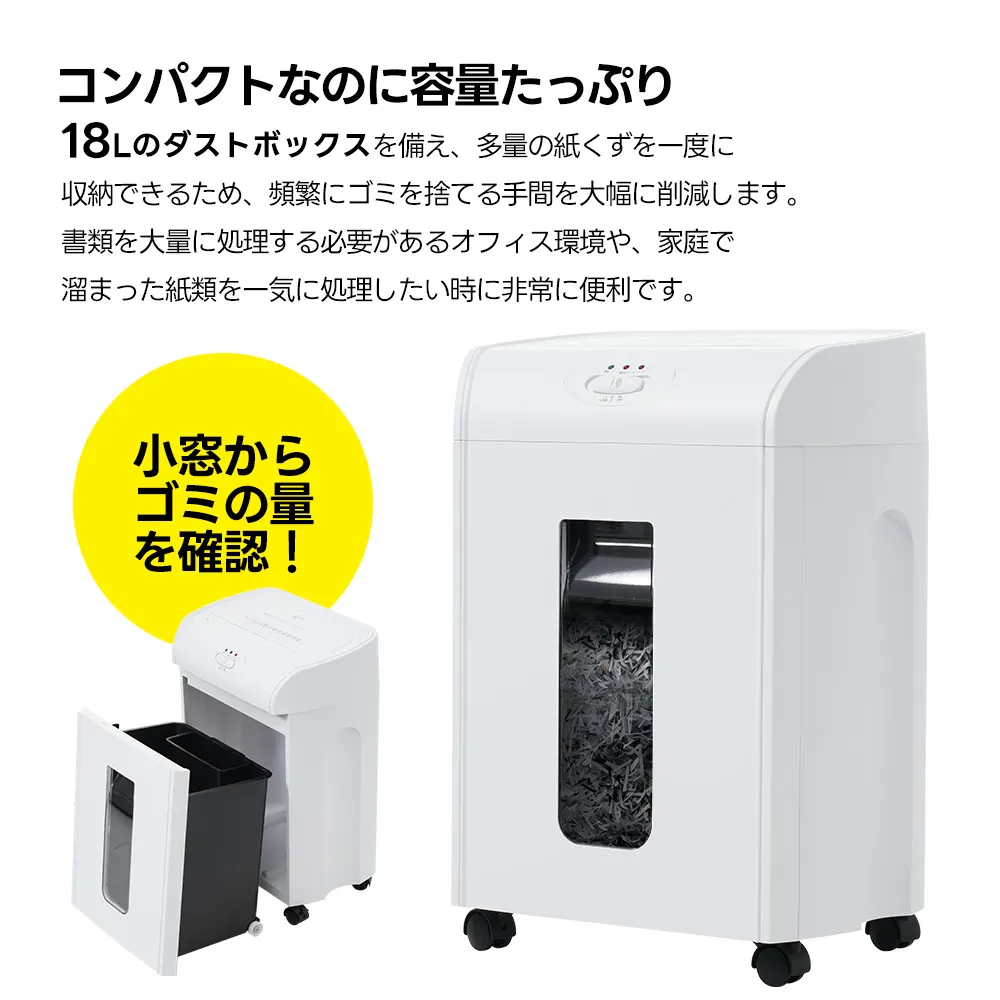 コンパクトなのに容量たっぷり
18Lのダストボックスを備え、多量の紙くずを一度に
収納できるため、頻繁にゴミを捨てる手間を大幅に削減します。
書類を大量に処理する必要があるオフィス環境や、家庭で
溜まった紙類を一気に処理したい時に非常に便利です。
小窓から
ゴミの量
を確認！